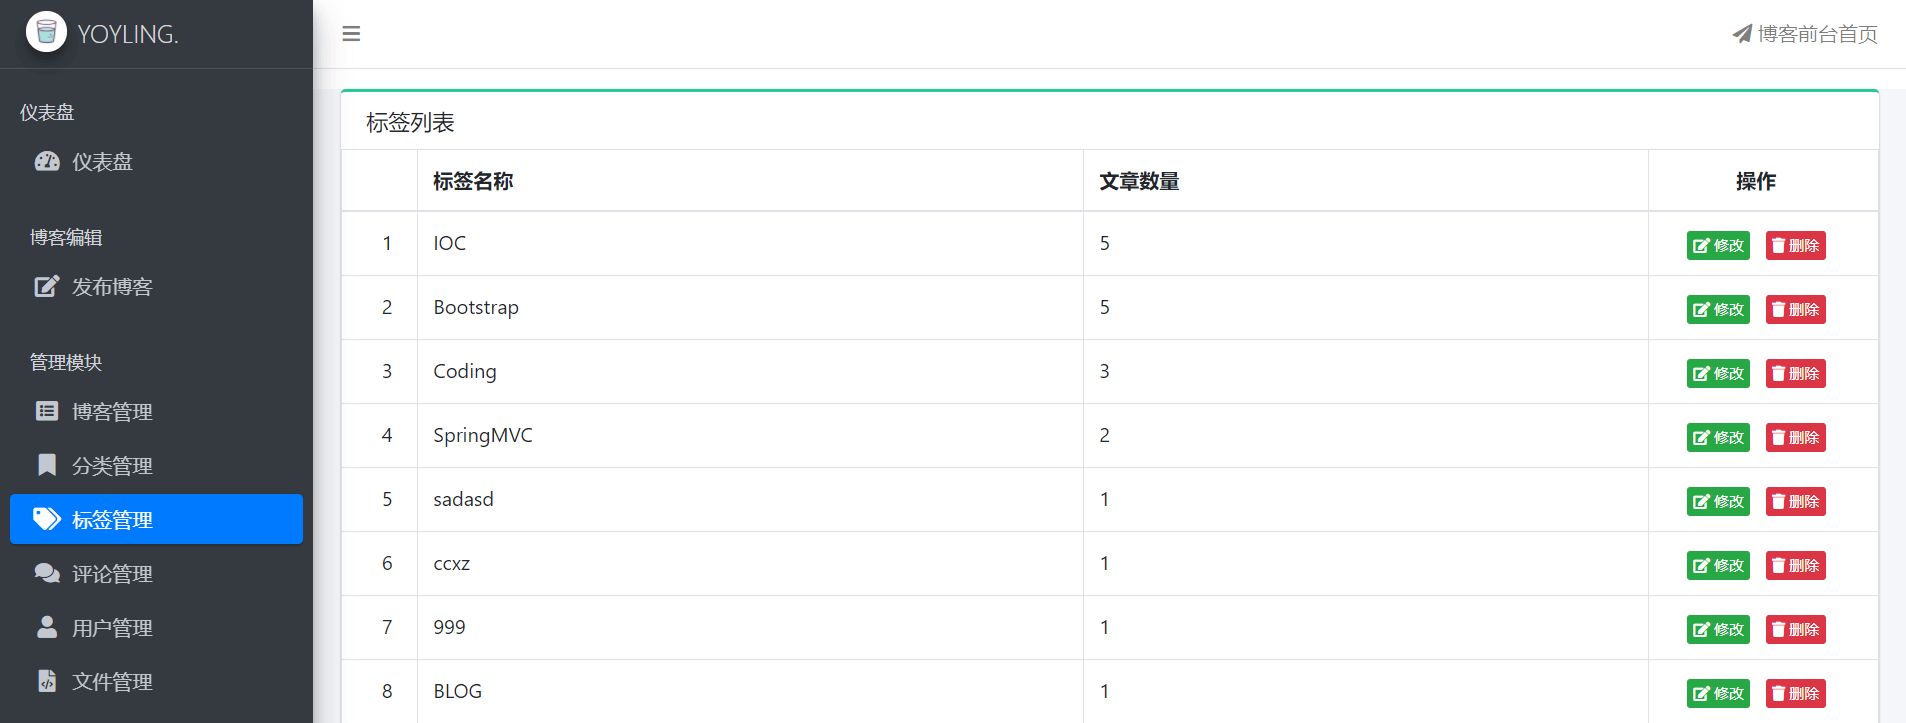 YOYLING.
博客前台首页
仪表盘
仪表盘
博客编辑
发布博客
管理模块
博客管理
分类管理
标签管理
评论管理
用户管理
文件管理
标签列表
标签名称 文章数量 操作
1 IOC 5 修改 删除
2 Bootstrap 5 修改 删除
3 Coding 3 修改 删除
4 SpringMVC 2 修改 删除
5 sadasd 1 修改 删除
6 ccxz 1 修改 删除
7 999 1 修改 删除
8 BLOG 1 修改 删除